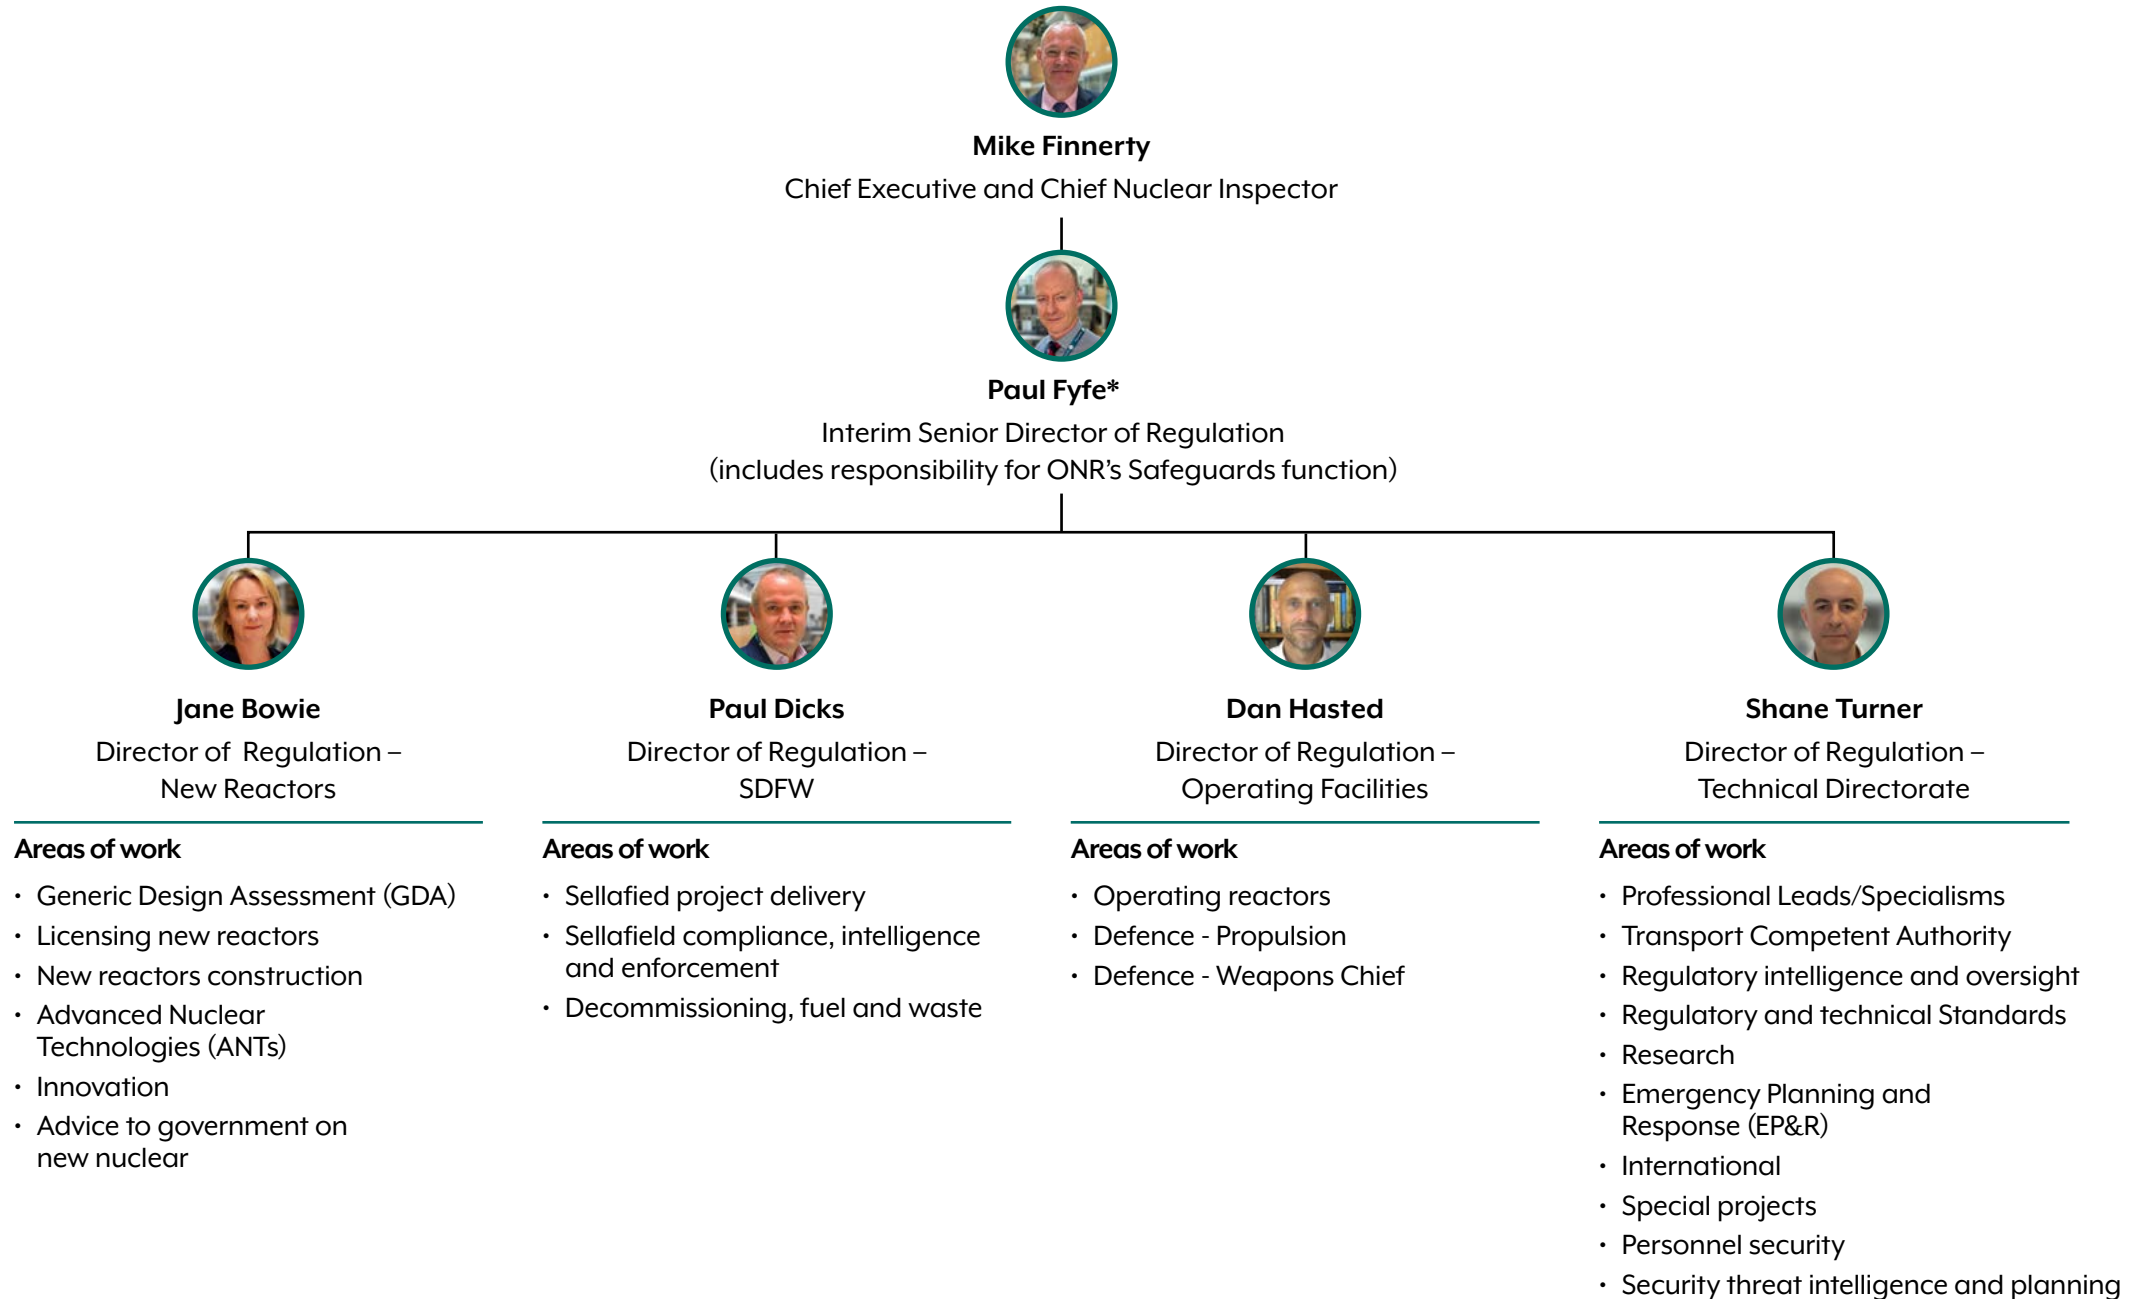 Mike Finnerty
Chief Executive and Chief Nuclear Inspector
Paul Fyfe*
Interim Senior Director of Regulation
(includes responsibility for ONR’s Safeguards function)
Jane Bowie
Director of Regulation –
New Reactors
Areas of work
• Generic Design Assessment (GDA)
• Licensing new reactors
• New reactors construction
• Advanced Nuclear
Technologies (ANTs)
• Innovation
• Advice to government on
new nuclear
Paul Dicks
Director of Regulation –
SDFW
Areas of work
• Sellafied project delivery
• Sellafield compliance, intelligence
and enforcement
• Decommissioning, fuel and waste
Dan Hasted
Director of Regulation –
Operating Facilities
Areas of work
• Operating reactors
• Defence - Propulsion
• Defence - Weapons Chief
Shane Turner
Director of Regulation –
Technical Directorate
Areas of work
• Professional Leads/Specialisms
• Transport Competent Authority
• Regulatory intelligence and oversight
• Regulatory and technical Standards
• Research
• Emergency Planning and
Response (EP&R)
• International
• Special projects
• Personnel security
• Security threat intelligence and planning